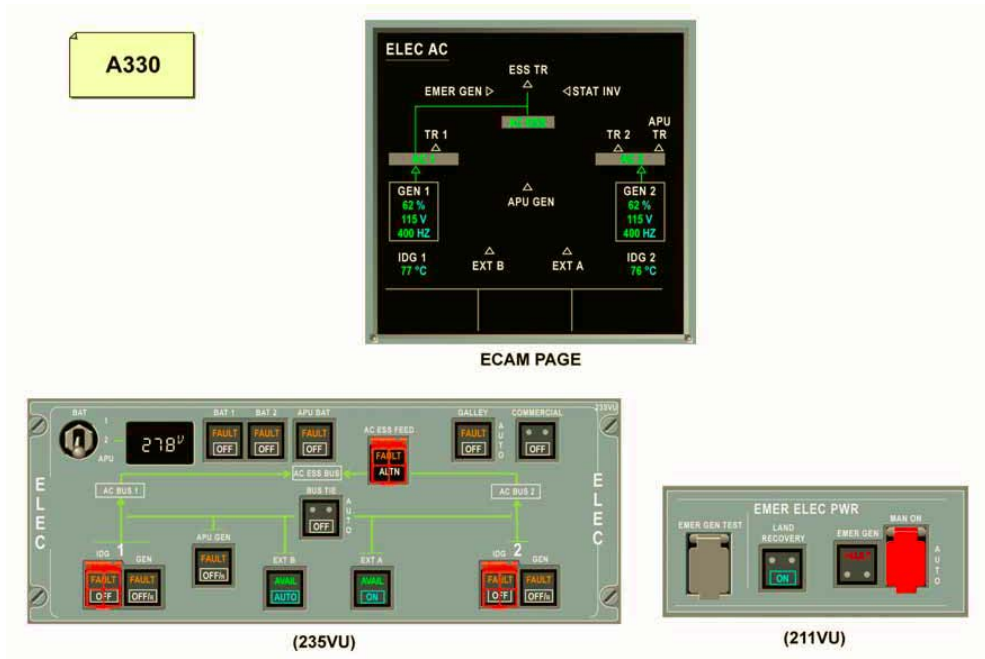 A330
ELEC AC
ESS TR
EMER GEN
STAT INV
TR 1
TR 2
APU
TR
GEN 1
62 %
115 V
400 HZ
APU GEN
GEN 2
62 %
115 V
400 HZ
IDG 1
77 °C
EXT B
EXT A
IDG 2
76 °C
ECAM PAGE
235VU
BAT
1
2
APU
278V
BAT 1
FAULT
OFF
BAT 2
FAULT
OFF
APU BAT
FAULT
OFF
AC ESS FEED
FAULT
ALTN
GALLEY
FAULT
OFF
AUTO
COMMERCIAL
OFF
ELEC
AC ESS BUS
AC BUS 1
AC BUS 2
BUS TIE
OFF
AUTO
ELEC
IDG
1
GEN
FAULT
OFF
FAULT
OFF/R
APU GEN
FAULT
OFF/R
EXT B
AVAIL
AUTO
EXT A
AVAIL
ON
IDG
2
GEN
FAULT
OFF
FAULT
OFF/R
(235VU)
EMER ELEC PWR
EMER GEN TEST
LAND
RECOVERY
ON
EMER GEN
FAULT
MAN ON
AUTO
(211VU)